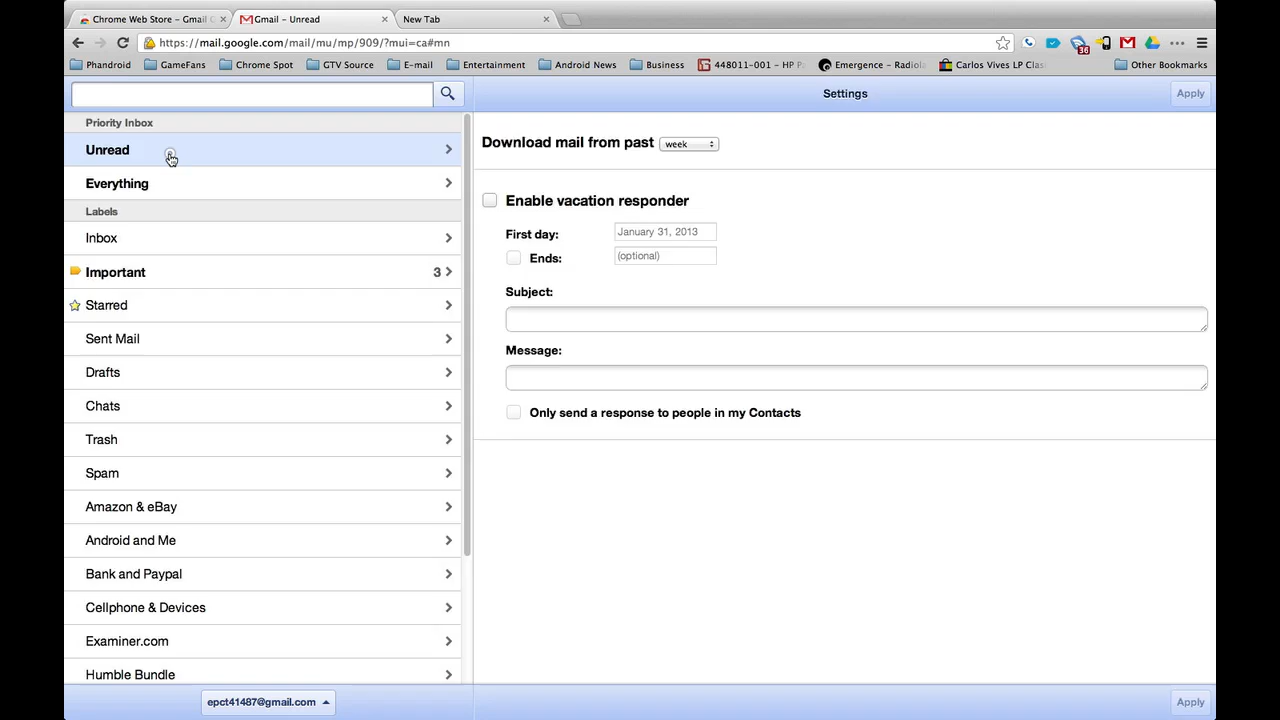 Chrome Web Store - Gmail
Gmail - Unread
New Tab
https://mail.google.com/mail/mu/mp/909/?mui=ca#mn
36
Phandroid
GameFans
Chrome Spot
GTV Source
E-mail
Entertainment
Android News
Business
448011-001 - HP
Emergence - Radiol
Carlos Vives LP Clas
Other Bookmarks
Settings
Apply
Priority Inbox
Unread
Everything
Labels
Inbox
Important 3
Starred
Sent Mail
Drafts
Chats
Trash
Spam
Amazon & eBay
Android and Me
Bank and Paypal
Cellphone & Devices
Examiner.com
Humble Bundle
epct41487@gmail.com
Download mail from past week
Enable vacation responder
First day: January 31, 2013
Ends: (optional)
Subject:
Message:
Only send a response to people in my Contacts
Apply